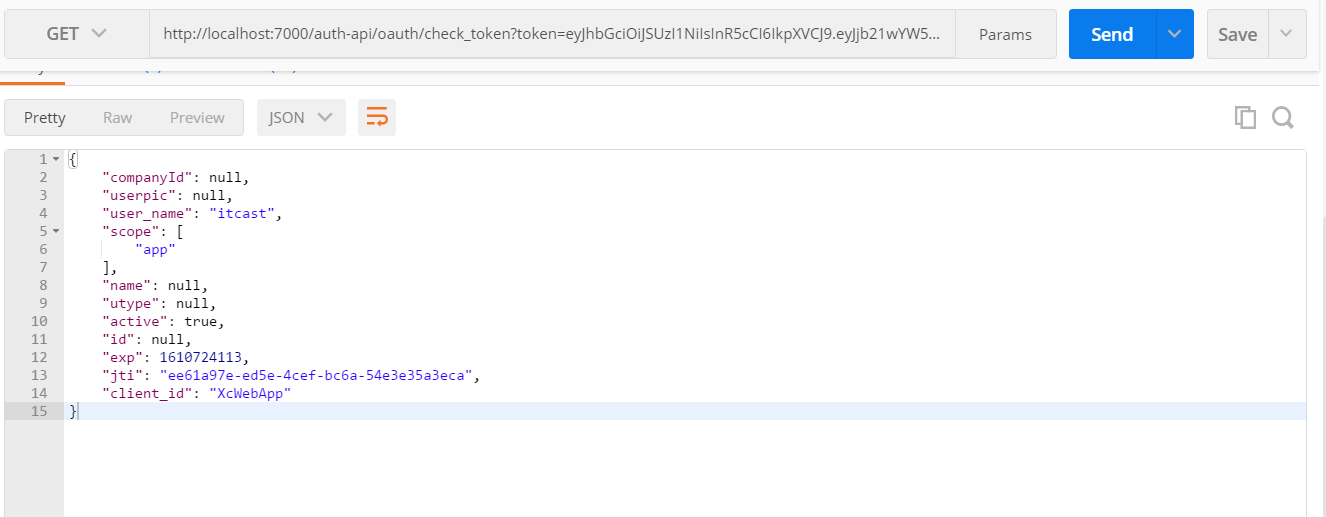 GET http://localhost:7000/auth-api/oauth/check_token?token=eyJhbGciOiJSUzI1NiIsInR5cCI6IkpXVCJ9.eyJjb21wYW5... Params Send Save
Pretty Raw Preview JSON
1 {
2 "companyId": null,
3 "userpic": null,
4 "user_name": "itcast",
5 "scope": [
6 "app"
7 ],
8 "name": null,
9 "utype": null,
10 "active": true,
11 "id": null,
12 "exp": 1610724113,
13 "jti": "ee61a97e-ed5e-4cef-bc6a-54e3e35a3eca",
14 "client_id": "XcWebApp"
15 }